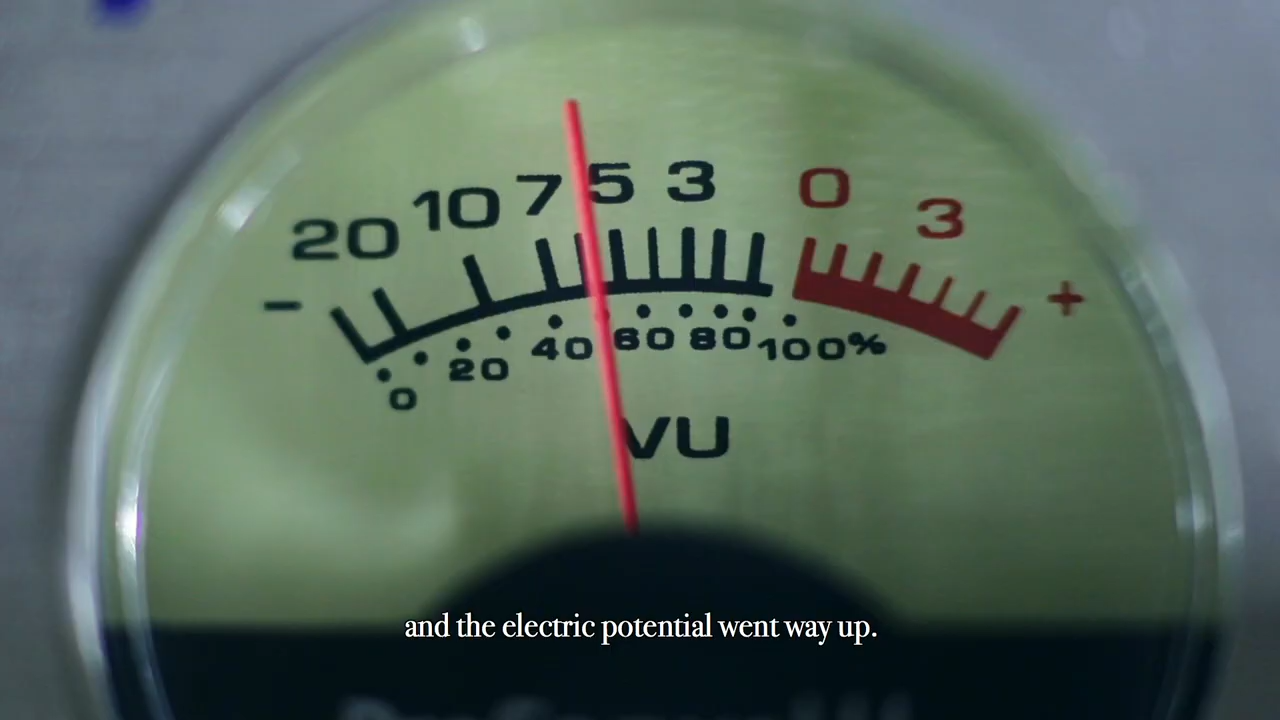 20 10 7 5 3 0 3
- +
0 20 40 60 80 100%
VU
and the electric potential went way up.